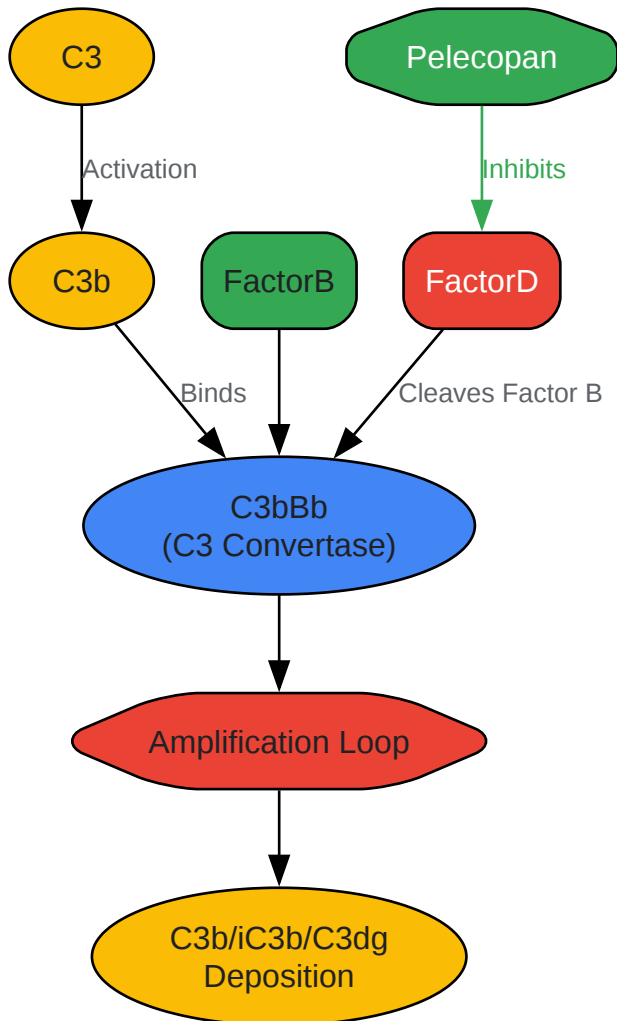 C3
Pelecopan
Activation
Inhibits
C3b
FactorB
FactorD
Binds
Cleaves Factor B
C3bBb
(C3 Convertase)
Amplification Loop
C3b/iC3b/C3dg
Deposition